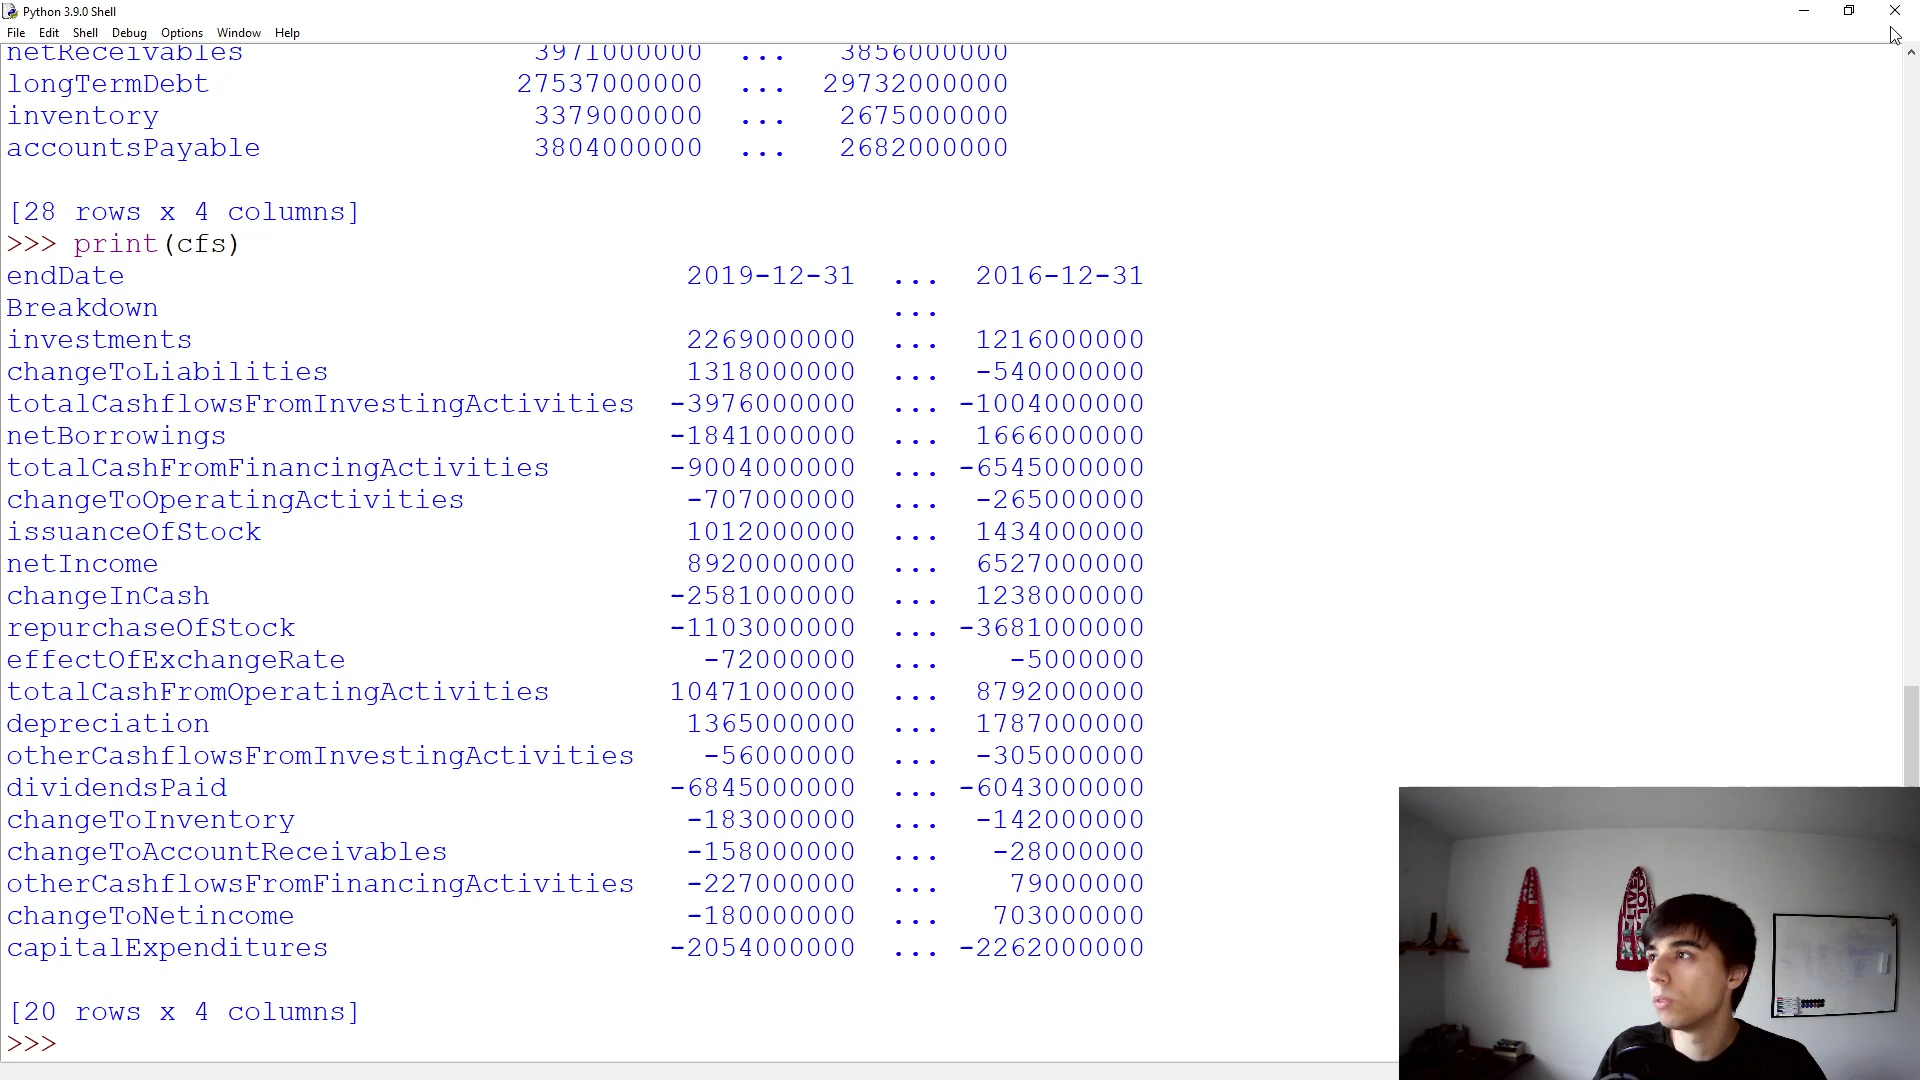 Python 3.9.0 Shell
File Edit Shell Debug Options Window Help
netReceivables 3971000000 ... 3856000000
longTermDebt 27537000000 ... 29732000000
inventory 3379000000 ... 2675000000
accountsPayable 3804000000 ... 2682000000
[28 rows x 4 columns]
>>> print(cfs)
endDate 2019-12-31 ... 2016-12-31
Breakdown ...
investments 2269000000 ... 1216000000
changeToLiabilities 1318000000 ... -540000000
totalCashflowsFromInvestingActivities -3976000000 ... -1004000000
netBorrowings -1841000000 ... 1666000000
totalCashFromFinancingActivities -9004000000 ... -6545000000
changeToOperatingActivities -707000000 ... -265000000
issuanceOfStock 1012000000 ... 1434000000
netIncome 8920000000 ... 6527000000
changeInCash -2581000000 ... 1238000000
repurchaseOfStock -1103000000 ... -3681000000
effectOfExchangeRate -72000000 ... -5000000
totalCashFromOperatingActivities 10471000000 ... 8792000000
depreciation 1365000000 ... 1787000000
otherCashflowsFromInvestingActivities -56000000 ... -305000000
dividendsPaid -6845000000 ... -6043000000
changeToInventory -183000000 ... -142000000
changeToAccountReceivables -158000000 ... -28000000
otherCashflowsFromFinancingActivities -227000000 ... 79000000
changeToNetincome -180000000 ... 703000000
capitalExpenditures -2054000000 ... -2262000000
[20 rows x 4 columns]
>>>